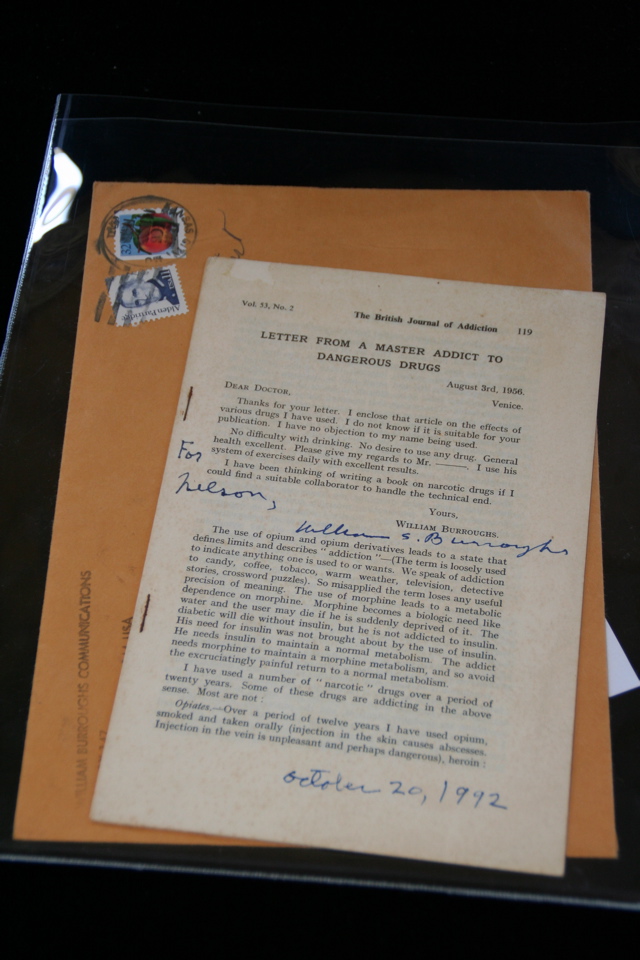 KANSAS
USA
Alden Partridge
Vol. 53, No. 2 The British Journal of Addiction 119
LETTER FROM A MASTER ADDICT TO
DANGEROUS DRUGS
August 3rd, 1956.
Venice.
DEAR DOCTOR,
Thanks for your letter. I enclose that article on the effects of
various drugs I have used. I do not know if it is suitable for your
publication. I have no objection to my name being used.
No difficulty with drinking. No desire to use any drug. General
health excellent. Please give my regards to Mr. ———. I use his
system of exercises daily with excellent results.
I have been thinking of writing a book on narcotic drugs if I
could find a suitable collaborator to handle the technical end.
Yours,
WILLIAM BURROUGHS.
For
Nelson,
William S. Burroughs
The use of opium and opium derivatives leads to a state that
defines limits and describes "addiction"—(The term is loosely used
to indicate anything one is used to or wants. We speak of addiction
to candy, coffee, tobacco, warm weather, television, detective
stories, crossword puzzles). So misapplied the term loses any useful
precision of meaning. The use of morphine leads to a metabolic
dependence on morphine. Morphine becomes a biologic need like
water and the user may die if he is suddenly deprived of it. The
diabetic will die without insulin, but he is not addicted to insulin.
His need for insulin was not brought about by the use of insulin.
He needs insulin to maintain a normal metabolism. The addict
needs morphine to maintain a morphine metabolism, and so avoid
the excruciatingly painful return to a normal metabolism.
I have used a number of "narcotic" drugs over a period of
twenty years. Some of these drugs are addicting in the above
sense. Most are not :
Opiates.—Over a period of twelve years I have used opium,
smoked and taken orally (injection in the skin causes abscesses.
Injection in the vein is unpleasant and perhaps dangerous), heroin :
October 20, 1992
WILLIAM BURROUGHS COMMUNICATIONS
USA